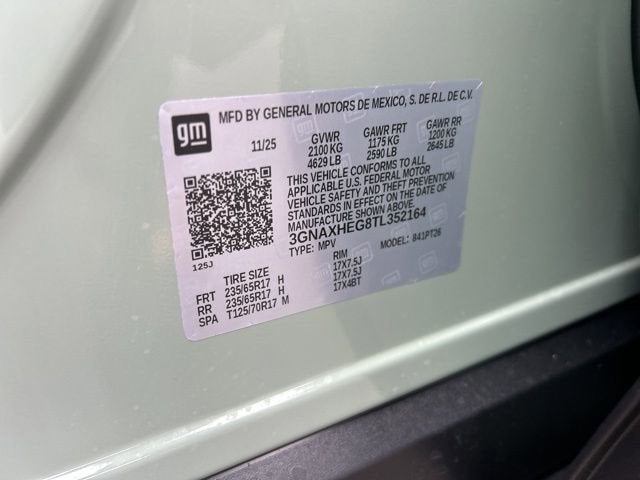 gm
MFD BY GENERAL MOTORS DE MEXICO, S. DE R.L. DE C.V.
11/25 GVWR GAWR FRT GAWR RR
2100 KG 1175 KG 1200 KG
4629 LB 2590 LB 2645 LB
THIS VEHICLE CONFORMS TO ALL
APPLICABLE U.S. FEDERAL MOTOR
VEHICLE SAFETY AND THEFT PREVENTION
STANDARDS IN EFFECT ON THE DATE OF
MANUFACTURE SHOWN ABOVE.
3GNAXHEG8TL352164
TYPE: MPV MODEL: 841PT26
125J
TIRE SIZE RIM
FRT 235/65R17 H 17X7.5J
RR 235/65R17 H 17X7.5J
SPA T125/70R17 M 17X4BT